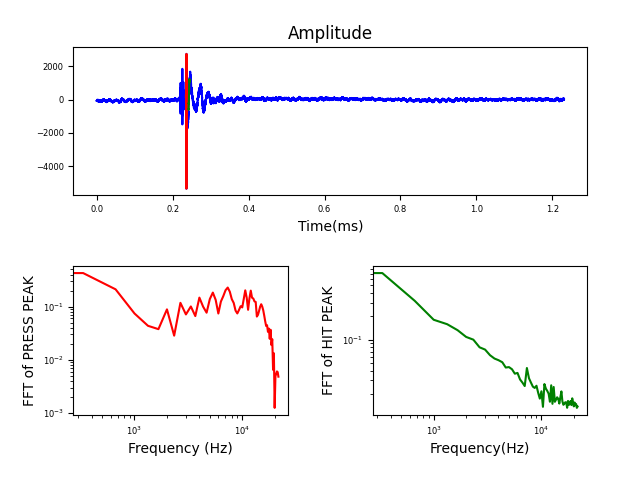 Amplitude
2000
0
−2000
−4000
0.0 0.2 0.4 0.6 0.8 1.0 1.2
Time(ms)
FFT of PRESS PEAK
10⁻¹
10⁻²
10⁻³
10³ 10⁴
Frequency (Hz)
FFT of HIT PEAK
10⁻¹
10³ 10⁴
Frequency(Hz)